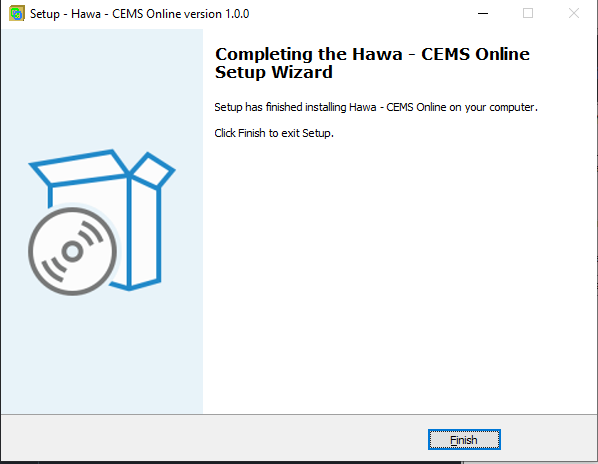 Setup - Hawa - CEMS Online version 1.0.0
Completing the Hawa - CEMS Online
Setup Wizard
Setup has finished installing Hawa - CEMS Online on your computer.
Click Finish to exit Setup.
Finish